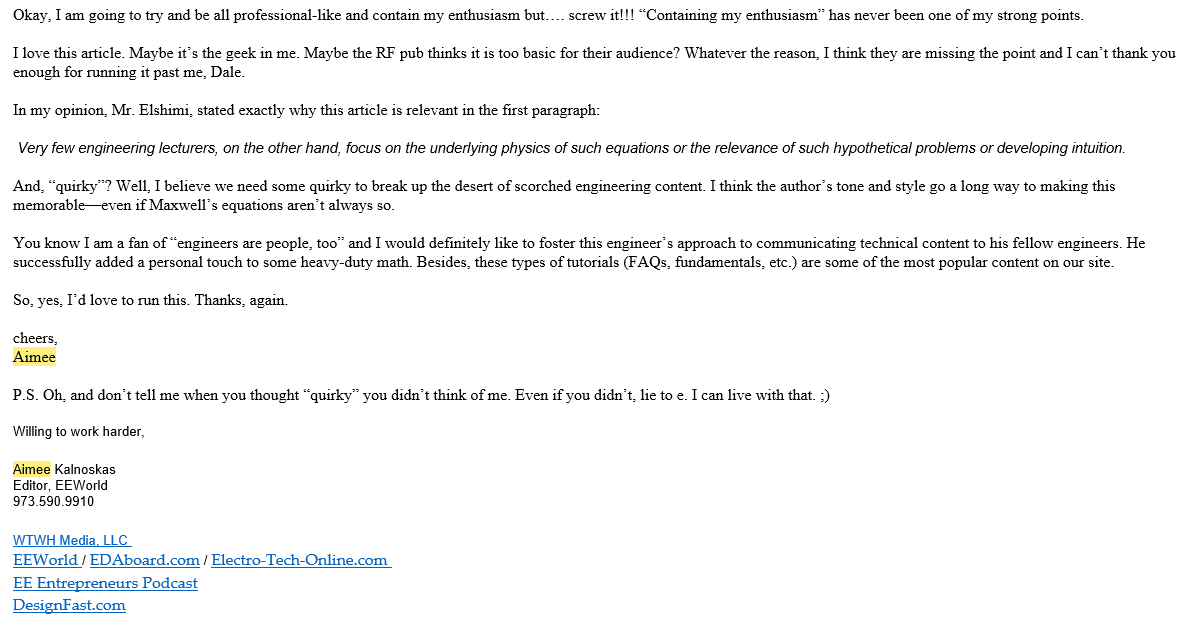 Okay, I am going to try and be all professional-like and contain my enthusiasm but…. screw it!!! “Containing my enthusiasm” has never been one of my strong points.
I love this article. Maybe it’s the geek in me. Maybe the RF pub thinks it is too basic for their audience? Whatever the reason, I think they are missing the point and I can’t thank you
enough for running it past me, Dale.
In my opinion, Mr. Elshimi, stated exactly why this article is relevant in the first paragraph:
Very few engineering lecturers, on the other hand, focus on the underlying physics of such equations or the relevance of such hypothetical problems or developing intuition.
And, “quirky”? Well, I believe we need some quirky to break up the desert of scorched engineering content. I think the author’s tone and style go a long way to making this
memorable—even if Maxwell’s equations aren’t always so.
You know I am a fan of “engineers are people, too” and I would definitely like to foster this engineer’s approach to communicating technical content to his fellow engineers. He
successfully added a personal touch to some heavy-duty math. Besides, these types of tutorials (FAQs, fundamentals, etc.) are some of the most popular content on our site.
So, yes, I’d love to run this. Thanks, again.
cheers,
Aimee
P.S. Oh, and don’t tell me when you thought “quirky” you didn’t think of me. Even if you didn’t, lie to e. I can live with that. ;)
Willing to work harder,
Aimee Kalnoskas
Editor, EEWorld
973.590.9910
WTWH Media, LLC
EEWorld / EDAboard.com / Electro-Tech-Online.com
EE Entrepreneurs Podcast
DesignFast.com